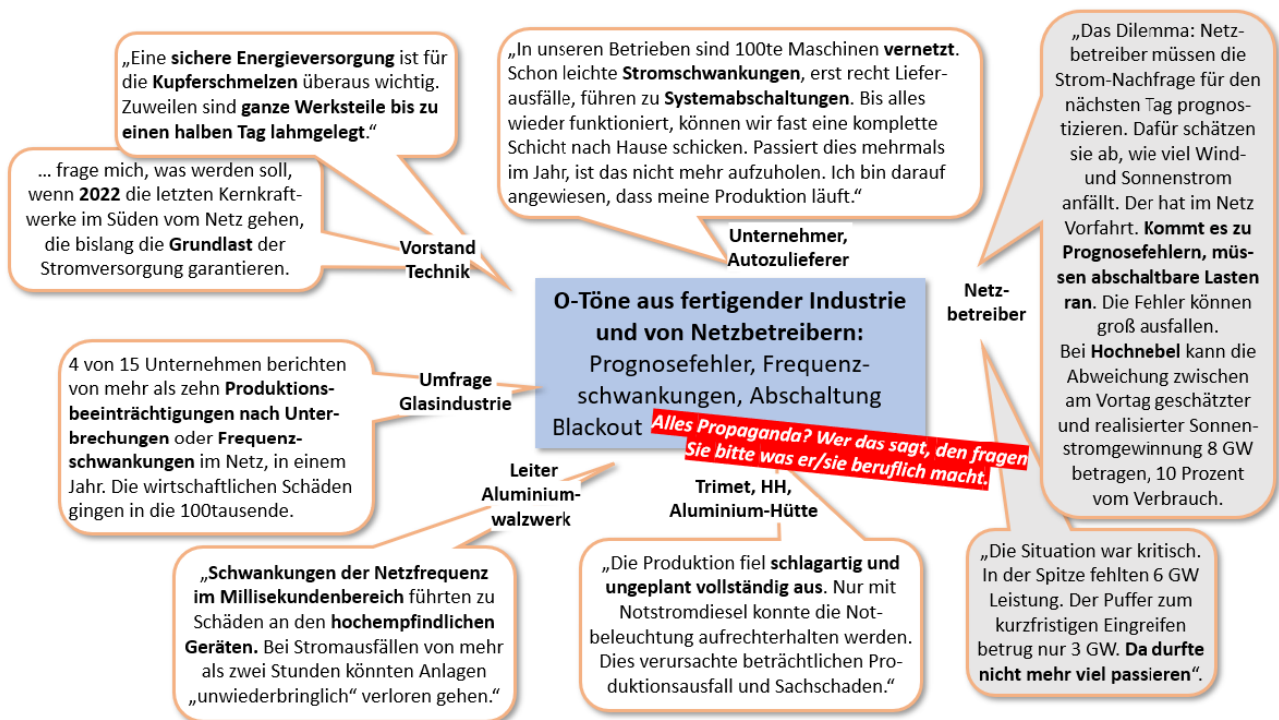 „Eine sichere Energieversorgung ist für
die Kupferschmelzen überaus wichtig.
Zuweilen sind ganze Werksteile bis zu
einen halben Tag lahmgelegt.“
… frage mich, was werden soll,
wenn 2022 die letzten Kernkraft-
werke im Süden vom Netz gehen,
die bislang die Grundlast der
Stromversorgung garantieren.
Vorstand
Technik
„In unseren Betrieben sind 100te Maschinen vernetzt.
Schon leichte Stromschwankungen, erst recht Liefer-
ausfälle, führen zu Systemabschaltungen. Bis alles
wieder funktioniert, können wir fast eine komplette
Schicht nach Hause schicken. Passiert dies mehrmals
im Jahr, ist das nicht mehr aufzuholen. Ich bin darauf
angewiesen, dass meine Produktion läuft.“
Unternehmer,
Autozulieferer
„Das Dilemma: Netz-
betreiber müssen die
Strom-Nachfrage für den
nächsten Tag prognos-
tizieren. Dafür schätzen
sie ab, wie viel Wind-
und Sonnenstrom
anfällt. Der hat im Netz
Vorfahrt. Kommt es zu
Prognosefehlern, müs-
sen abschaltbare Lasten
ran. Die Fehler können
groß ausfallen.
Bei Hochnebel kann die
Abweichung zwischen
am Vortag geschätzter
und realisierter Sonnen-
stromgewinnung 8 GW
betragen, 10 Prozent
vom Verbrauch.
Netz-
betreiber
O-Töne aus fertigender Industrie
und von Netzbetreibern:
Prognosefehler, Frequenz-
schwankungen, Abschaltung
Blackout
Alles Propaganda? Wer das sagt, den fragen
Sie bitte was er/sie beruflich macht.
4 von 15 Unternehmen berichten
von mehr als zehn Produktions-
beeinträchtigungen nach Unter-
brechungen oder Frequenz-
schwankungen im Netz, in einem
Jahr. Die wirtschaftlichen Schäden
gingen in die 100tausende.
Umfrage
Glasindustrie
Leiter
Aluminium-
walzwerk
„Schwankungen der Netzfrequenz
im Millisekundenbereich führten zu
Schäden an den hochempfindlichen
Geräten. Bei Stromausfällen von mehr
als zwei Stunden könnten Anlagen
„unwiederbringlich“ verloren gehen.“
Trimet, HH,
Aluminium-Hütte
„Die Produktion fiel schlagartig und
ungeplant vollständig aus. Nur mit
Notstromdiesel konnte die Not-
beleuchtung aufrechterhalten werden.
Dies verursachte beträchtlichen Pro-
duktionsausfall und Sachschaden.“
„Die Situation war kritisch.
In der Spitze fehlten 6 GW
Leistung. Der Puffer zum
kurzfristigen Eingreifen
betrug nur 3 GW. Da durfte
nicht mehr viel passieren“.